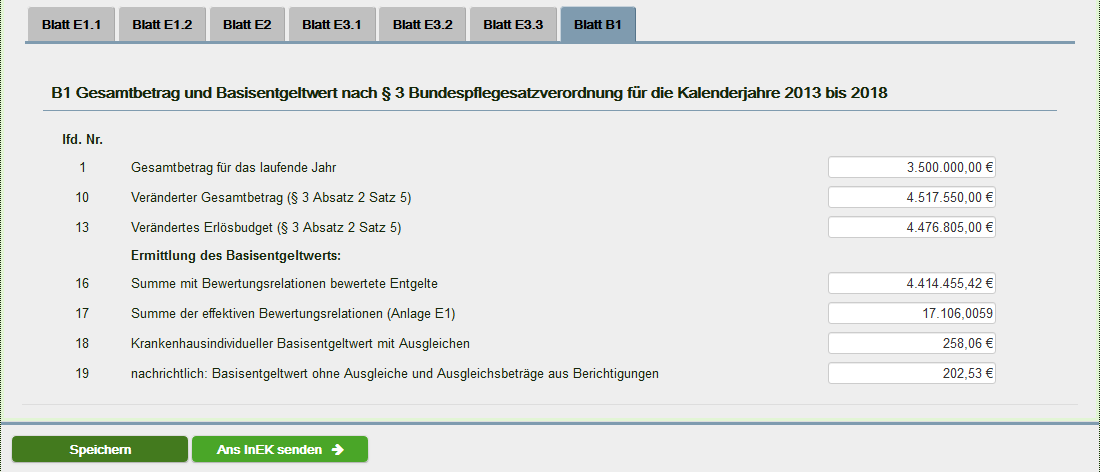 Blatt E1.1 Blatt E1.2 Blatt E2 Blatt E3.1 Blatt E3.2 Blatt E3.3 Blatt B1
B1 Gesamtbetrag und Basisentgeltwert nach § 3 Bundespflegesatzverordnung für die Kalenderjahre 2013 bis 2018
lfd. Nr.
1 Gesamtbetrag für das laufende Jahr 3.500.000,00 €
10 Veränderter Gesamtbetrag (§ 3 Absatz 2 Satz 5) 4.517.550,00 €
13 Verändertes Erlösbudget (§ 3 Absatz 2 Satz 5) 4.476.805,00 €
Ermittlung des Basisentgeltwerts:
16 Summe mit Bewertungsrelationen bewertete Entgelte 4.414.455,42 €
17 Summe der effektiven Bewertungsrelationen (Anlage E1) 17.106,0059
18 Krankenhausindividueller Basisentgeltwert mit Ausgleichen 258,06 €
19 nachrichtlich: Basisentgeltwert ohne Ausgleiche und Ausgleichsbeträge aus Berichtigungen 202,53 €
Speichern Ans InEK senden